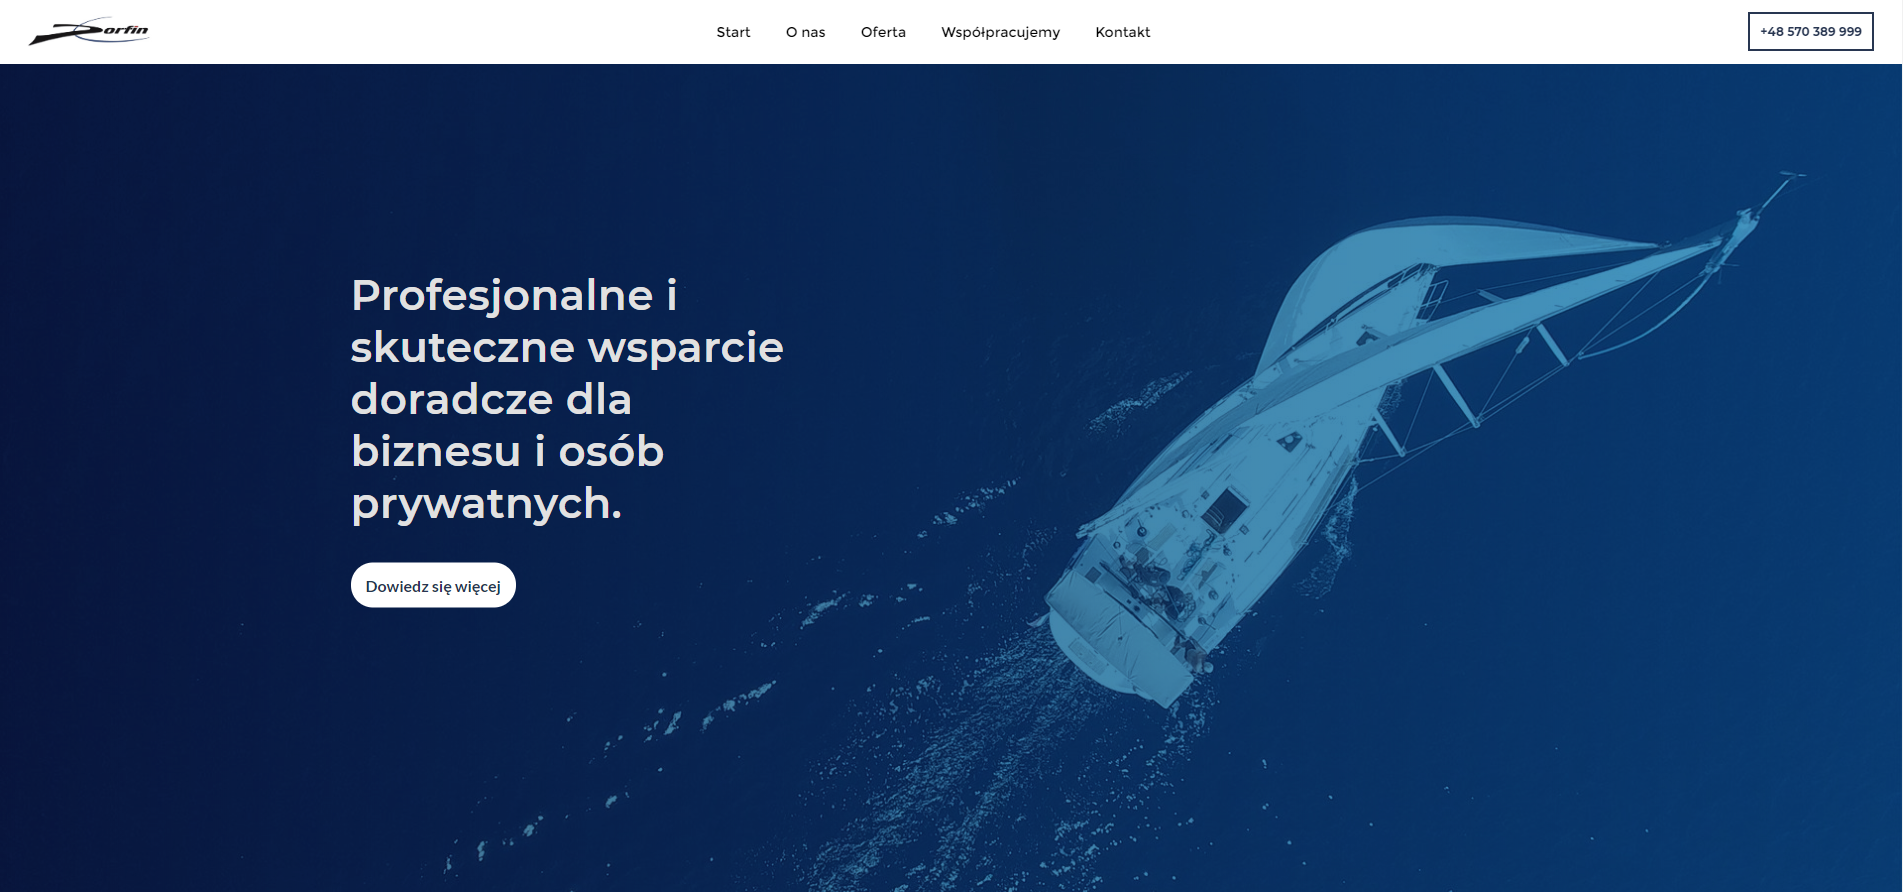 Dorfin
Start
O nas
Oferta
Współpracujemy
Kontakt
+48 570 389 999
Profesjonalne i
skuteczne wsparcie
doradcze dla
biznesu i osób
prywatnych.
Dowiedz się więcej